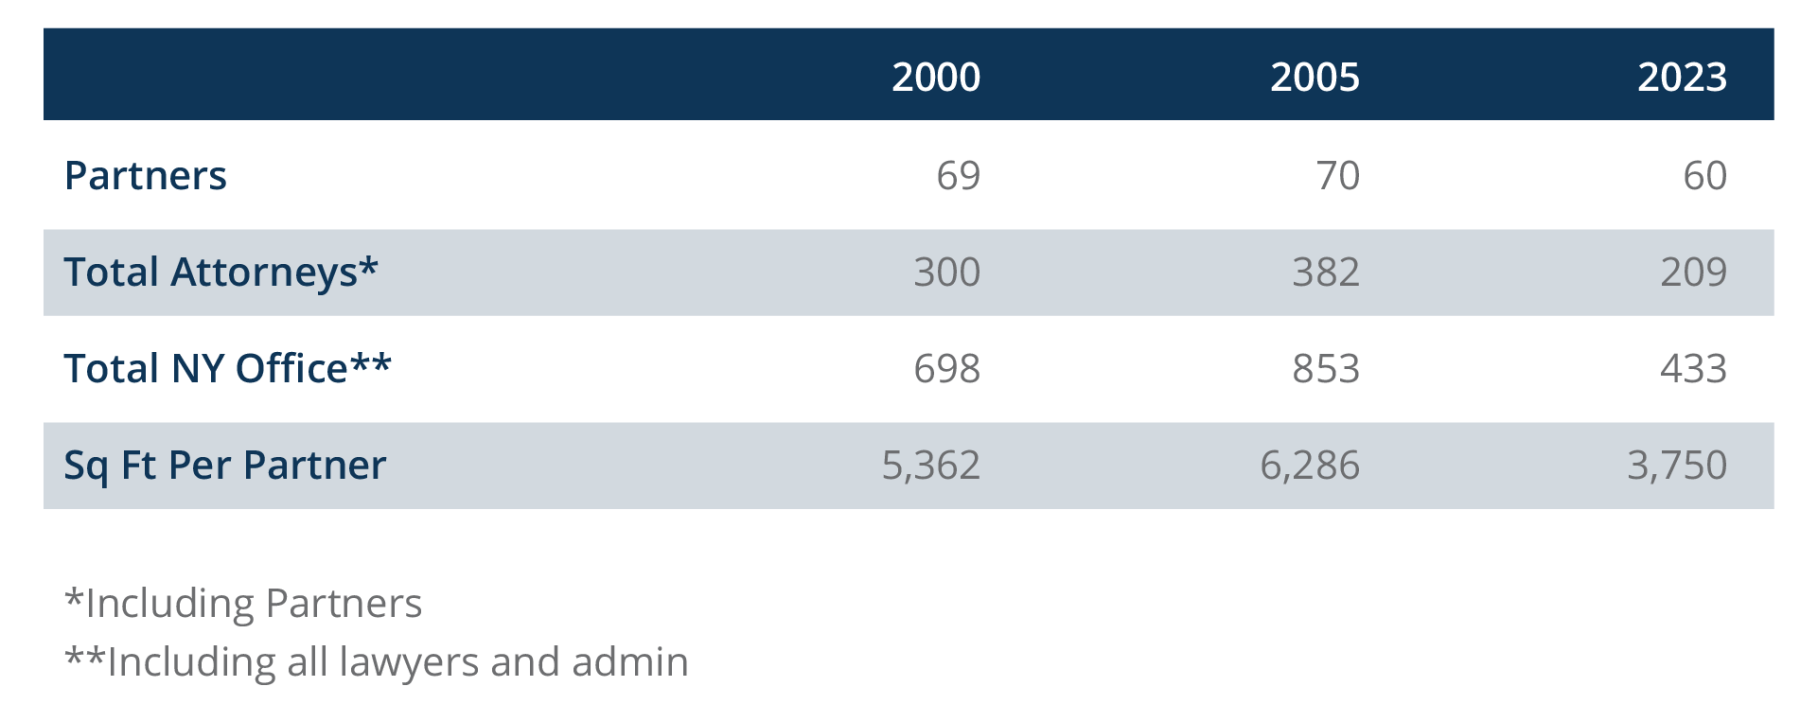 2000 2005 2023
Partners 69 70 60
Total Attorneys* 300 382 209
Total NY Office** 698 853 433
Sq Ft Per Partner 5,362 6,286 3,750
*Including Partners
**Including all lawyers and admin